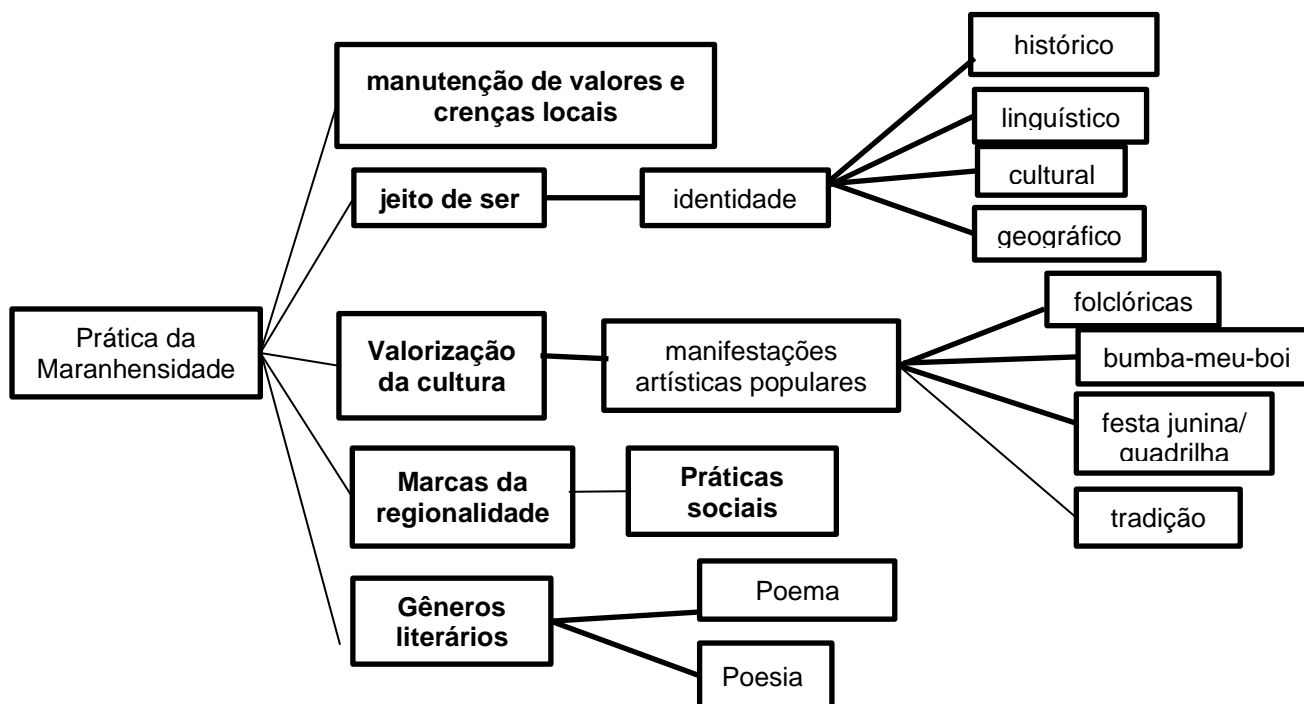 manutenção de valores e
crenças locais
jeito de ser
identidade
histórico
linguístico
cultural
geográfico
Prática da
Maranhensidade
Valorização
da cultura
manifestações
artísticas populares
folclóricas
bumba-meu-boi
festa junina/
quadrilha
tradição
Marcas da
regionalidade
Práticas
sociais
Gêneros
literários
Poema
Poesia